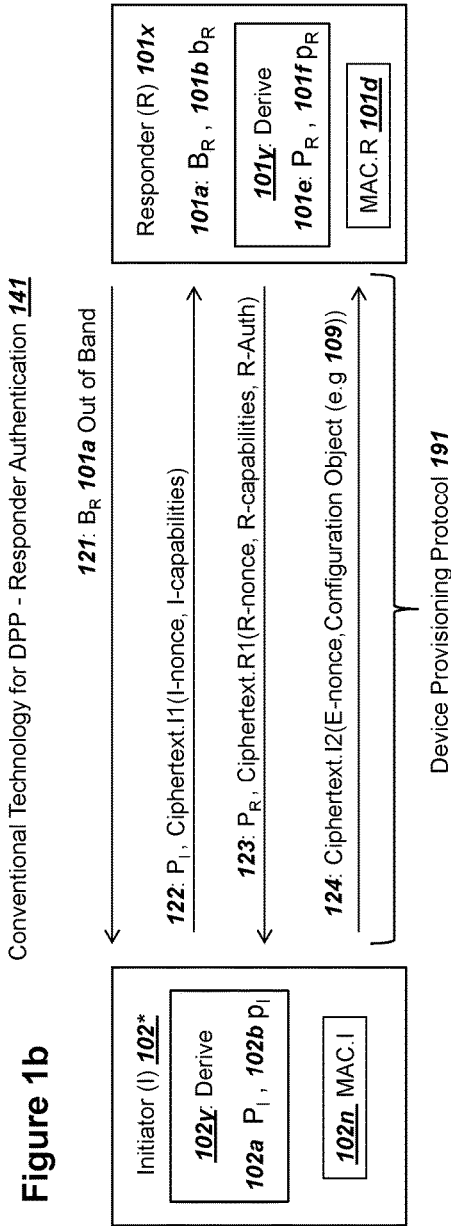 Figure 1b
Conventional Technology for DPP - Responder Authentication 141
Initiator (I) 102*
102y: Derive
102a P_I , 102b p_I
102n MAC.I
121: B_R 101a Out of Band
122: P_I , Ciphertext.I1(I-nonce, I-capabilities)
123: P_R , Ciphertext.R1(R-nonce, R-capabilities, R-Auth)
124: Ciphertext.I2(E-nonce,Configuration Object (e.g 109))
Device Provisioning Protocol 191
Responder (R) 101x
101a: B_R , 101b b_R
101y: Derive
101e: P_R , 101f p_R
MAC.R 101d